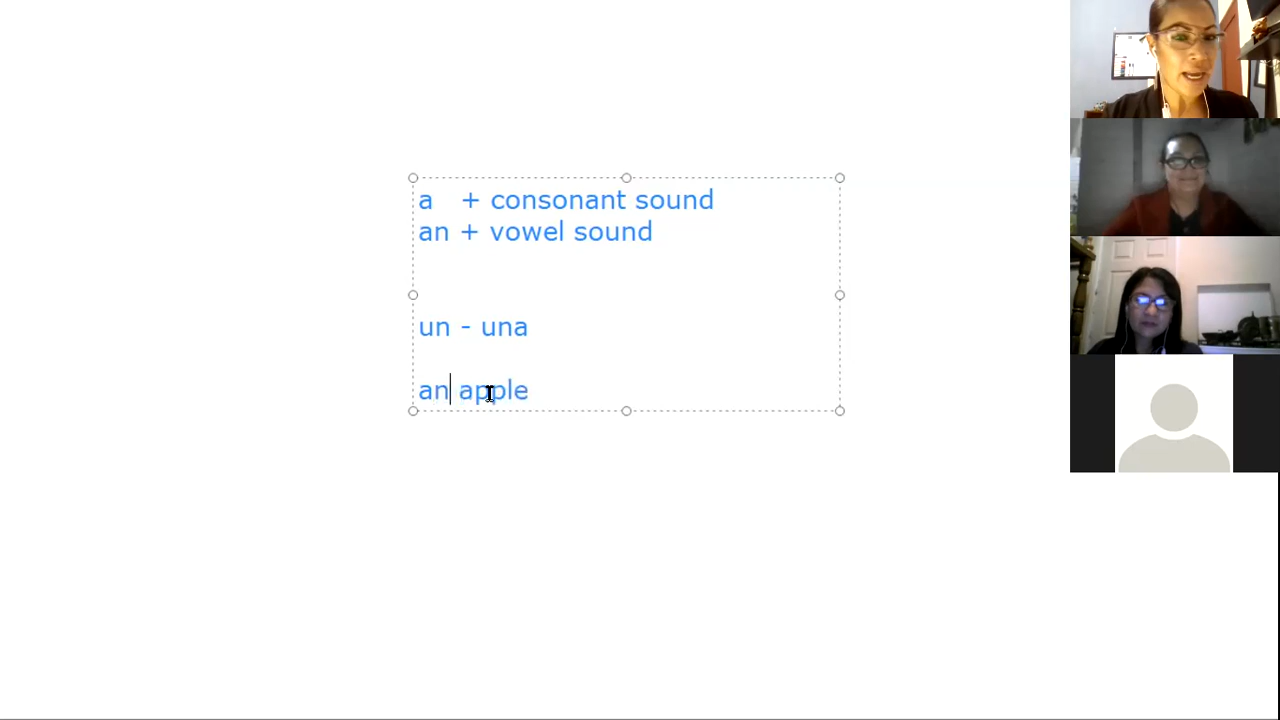 a + consonant sound
an + vowel sound
un - una
an apple